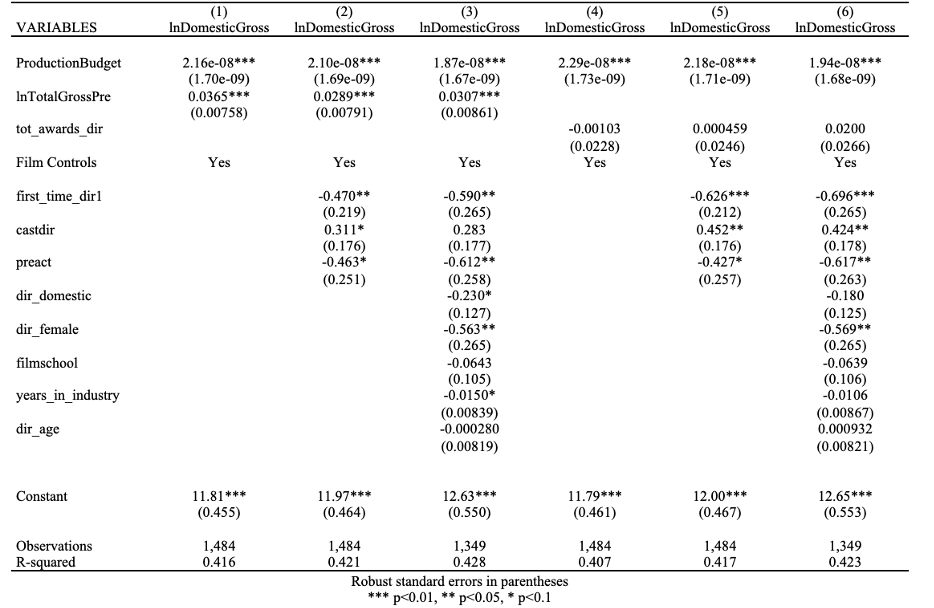 (1) (2) (3) (4) (5) (6)
VARIABLES lnDomesticGross lnDomesticGross lnDomesticGross lnDomesticGross lnDomesticGross lnDomesticGross
ProductionBudget 2.16e-08*** 2.10e-08*** 1.87e-08*** 2.29e-08*** 2.18e-08*** 1.94e-08***
(1.70e-09) (1.69e-09) (1.67e-09) (1.73e-09) (1.71e-09) (1.68e-09)
lnTotalGrossPre 0.0365*** 0.0289*** 0.0307***
(0.00758) (0.00791) (0.00861)
tot_awards_dir -0.00103 0.000459 0.0200
(0.0228) (0.0246) (0.0266)
Film Controls Yes Yes Yes Yes Yes Yes
first_time_dir1 -0.470** -0.590** -0.626*** -0.696***
(0.219) (0.265) (0.212) (0.265)
castdir 0.311* 0.283 0.452** 0.424**
(0.176) (0.177) (0.176) (0.178)
preact -0.463* -0.612** -0.427* -0.617**
(0.251) (0.258) (0.257) (0.263)
dir_domestic -0.230* -0.180
(0.127) (0.125)
dir_female -0.563** -0.569**
(0.265) (0.265)
filmschool -0.0643 -0.0639
(0.105) (0.106)
years_in_industry -0.0150* -0.0106
(0.00839) (0.00867)
dir_age -0.000280 0.000932
(0.00819) (0.00821)
Constant 11.81*** 11.97*** 12.63*** 11.79*** 12.00*** 12.65***
(0.455) (0.464) (0.550) (0.461) (0.467) (0.553)
Observations 1,484 1,484 1,349 1,484 1,484 1,349
R-squared 0.416 0.421 0.428 0.407 0.417 0.423
Robust standard errors in parentheses
*** p<0.01, ** p<0.05, * p<0.1